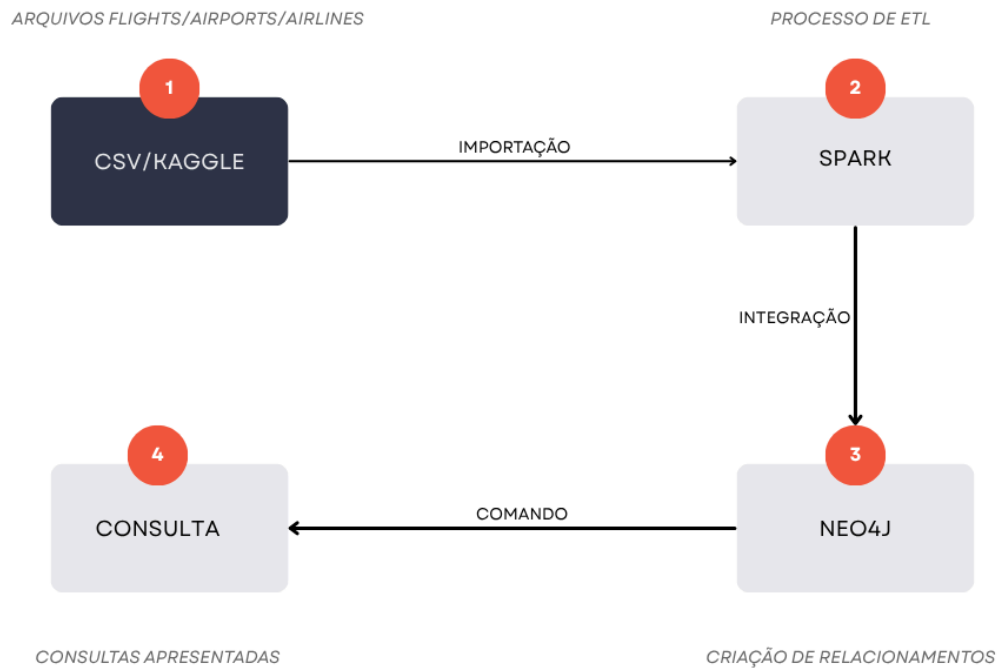 ARQUIVOS FLIGHTS/AIRPORTS/AIRLINES
PROCESSO DE ETL
1
2
CSV/KAGGLE
IMPORTAÇÃO
SPARK
INTEGRAÇÃO
4
3
CONSULTA
COMANDO
NEO4J
CONSULTAS APRESENTADAS
CRIAÇÃO DE RELACIONAMENTOS